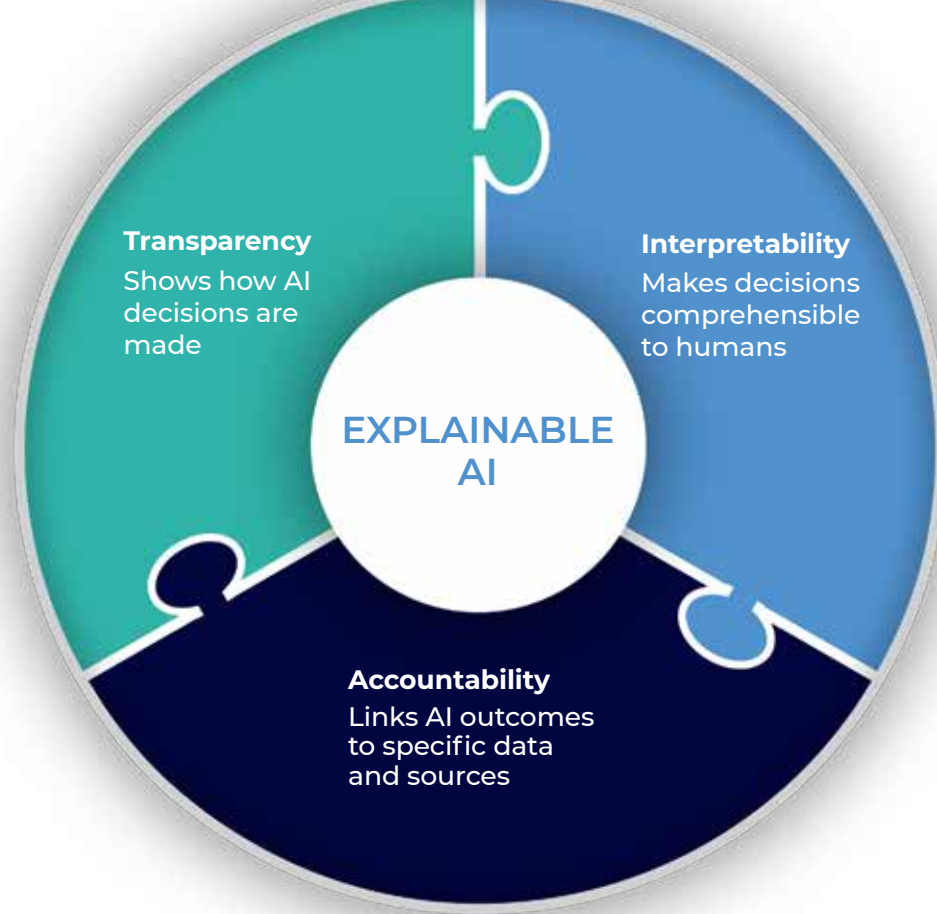 Transparency
Shows how AI
decisions are
made
Interpretability
Makes decisions
comprehensible
to humans
EXPLAINABLE
AI
Accountability
Links AI outcomes
to specific data
and sources